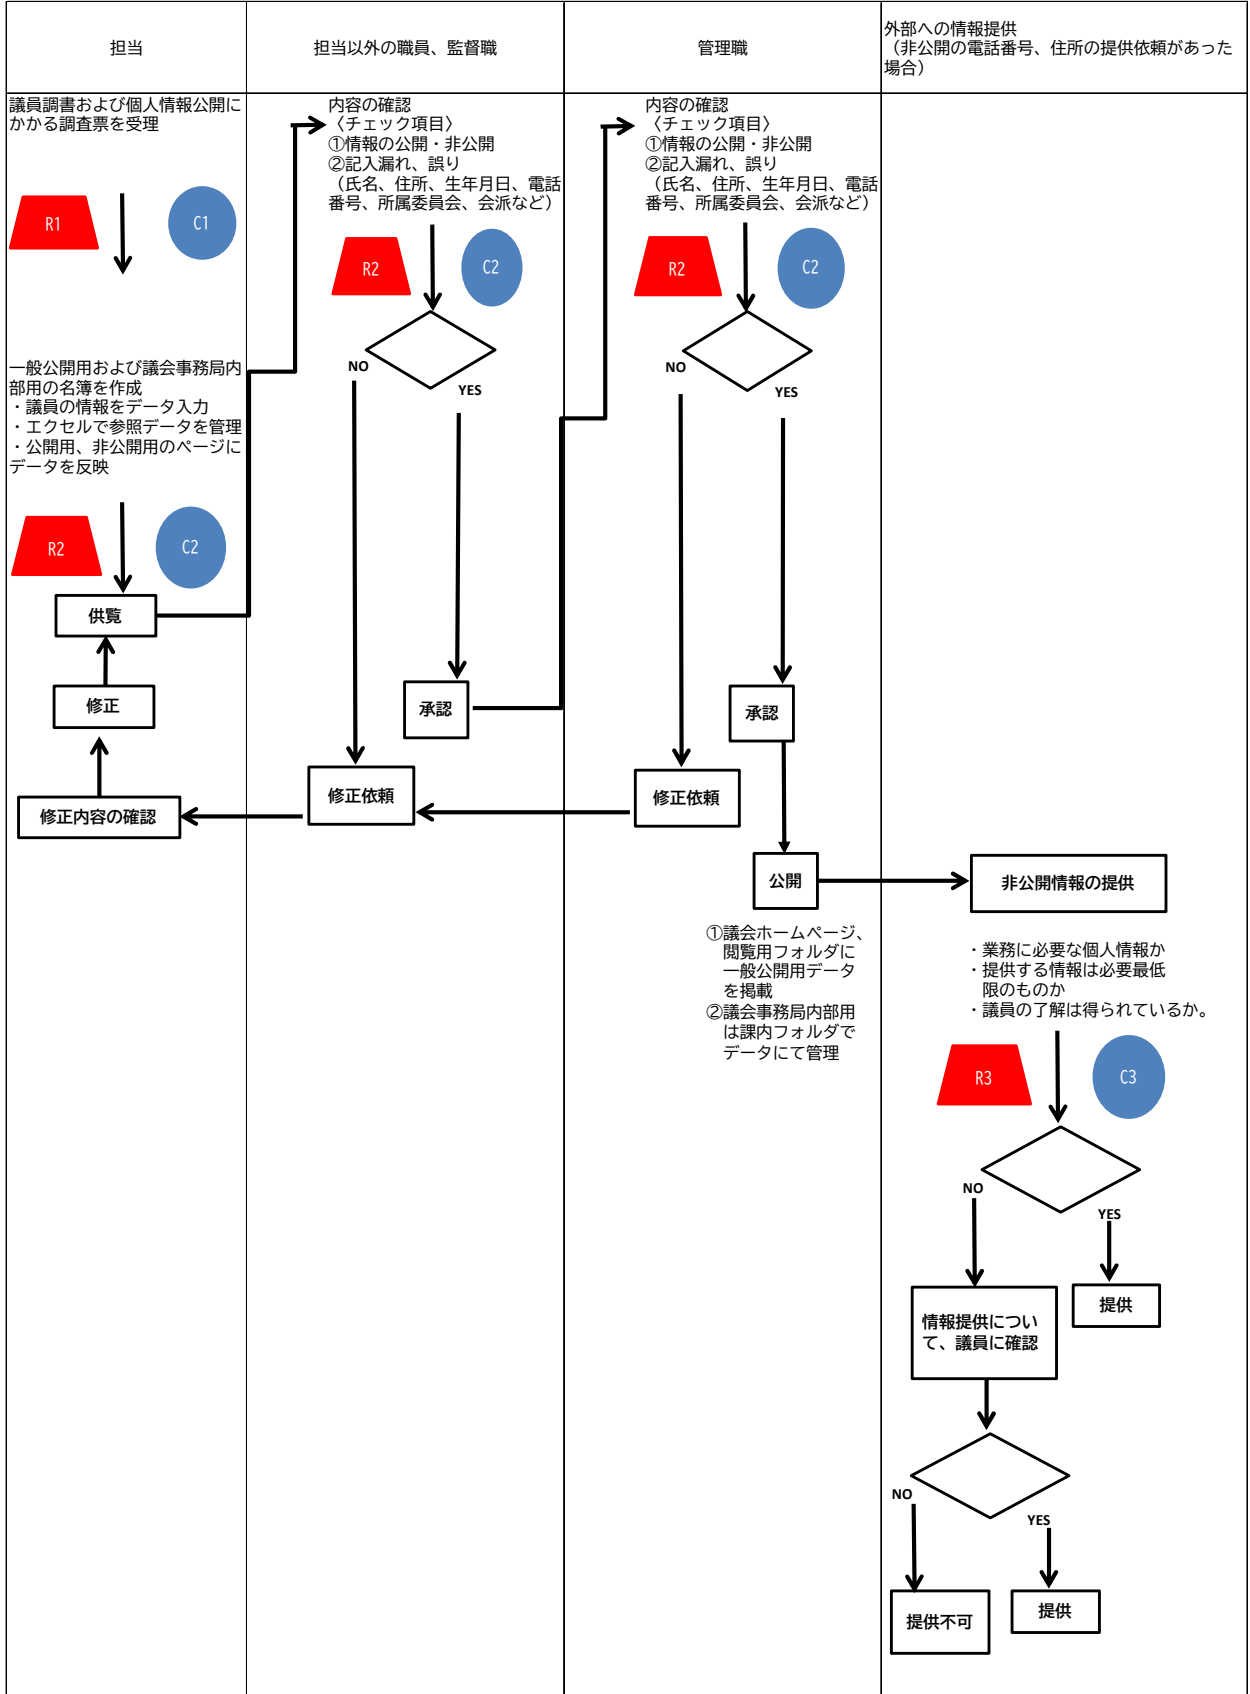 担当
担当以外の職員、監督職
管理職
外部への情報提供
（非公開の電話番号、住所の提供依頼があった
場合）
議員調書および個人情報公開に
かかる調査票を受理
R1
C1
一般公開用および議会事務局内
部用の名簿を作成
・議員の情報をデータ入力
・エクセルで参照データを管理
・公開用、非公開用のページに
データを反映
R2
C2
供覧
修正
修正内容の確認
内容の確認
〈チェック項目〉
①情報の公開・非公開
②記入漏れ、誤り
（氏名、住所、生年月日、電話
番号、所属委員会、会派など）
R2
C2
NO
YES
承認
修正依頼
内容の確認
〈チェック項目〉
①情報の公開・非公開
②記入漏れ、誤り
（氏名、住所、生年月日、電話
番号、所属委員会、会派など）
R2
C2
NO
YES
承認
修正依頼
公開
①議会ホームページ、
閲覧用フォルダに
一般公開用データ
を掲載
②議会事務局内部用
は課内フォルダで
データにて管理
非公開情報の提供
・業務に必要な個人情報か
・提供する情報は必要最低
限のものか
・議員の了解は得られているか。
R3
C3
NO
YES
提供
情報提供につい
て、議員に確認
NO
YES
提供不可
提供